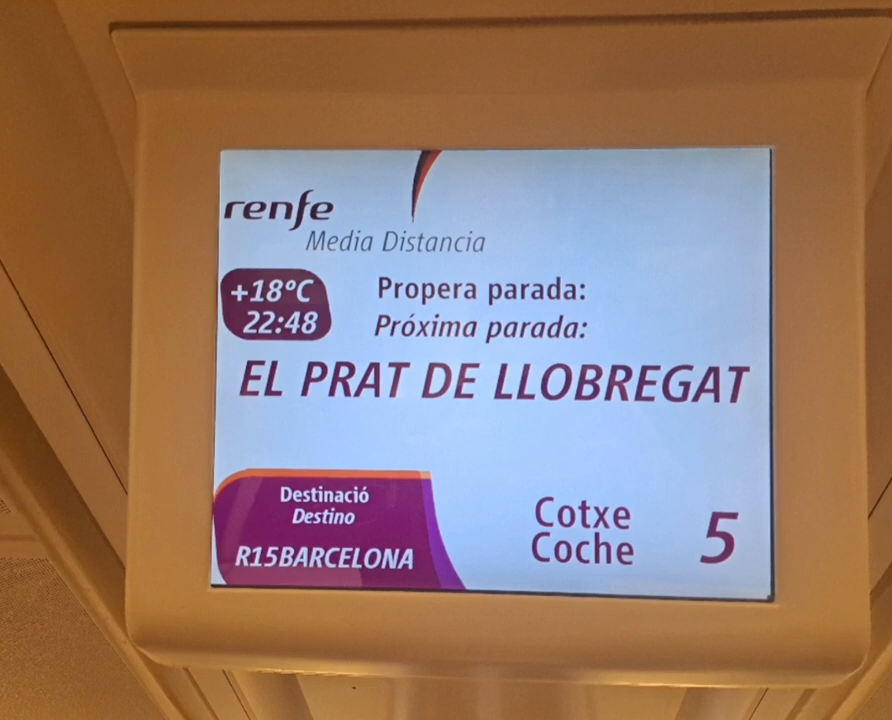 renfe
Media Distancia
+18ºC
22:48
Propera parada:
Próxima parada:
EL PRAT DE LLOBREGAT
Destinació
Destino
R15BARCELONA
Cotxe
Coche
5